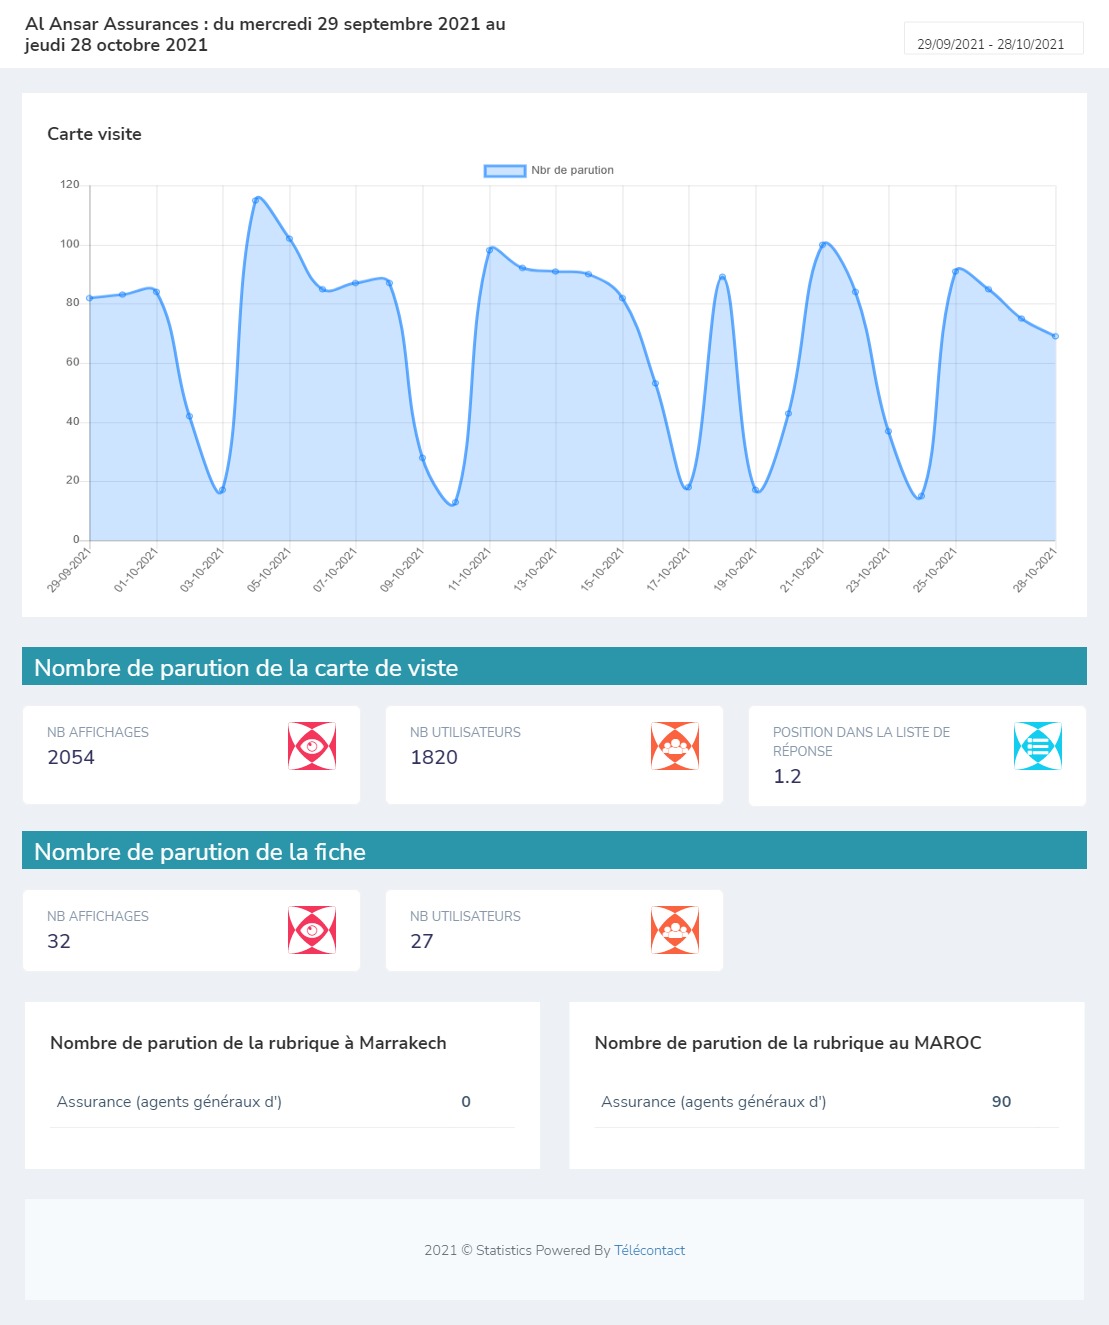 Al Ansar Assurances : du mercredi 29 septembre 2021 au
jeudi 28 octobre 2021
29/09/2021 - 28/10/2021
Carte visite
Nbr de parution
120
100
80
60
40
20
0
29-09-2021
01-10-2021
03-10-2021
05-10-2021
07-10-2021
09-10-2021
11-10-2021
13-10-2021
15-10-2021
17-10-2021
19-10-2021
21-10-2021
23-10-2021
25-10-2021
28-10-2021
Nombre de parution de la carte de viste
NB AFFICHAGES
2054
NB UTILISATEURS
1820
POSITION DANS LA LISTE DE
RÉPONSE
1.2
Nombre de parution de la fiche
NB AFFICHAGES
32
NB UTILISATEURS
27
Nombre de parution de la rubrique à Marrakech
Assurance (agents généraux d') 0
Nombre de parution de la rubrique au MAROC
Assurance (agents généraux d') 90
2021 © Statistics Powered By Télécontact